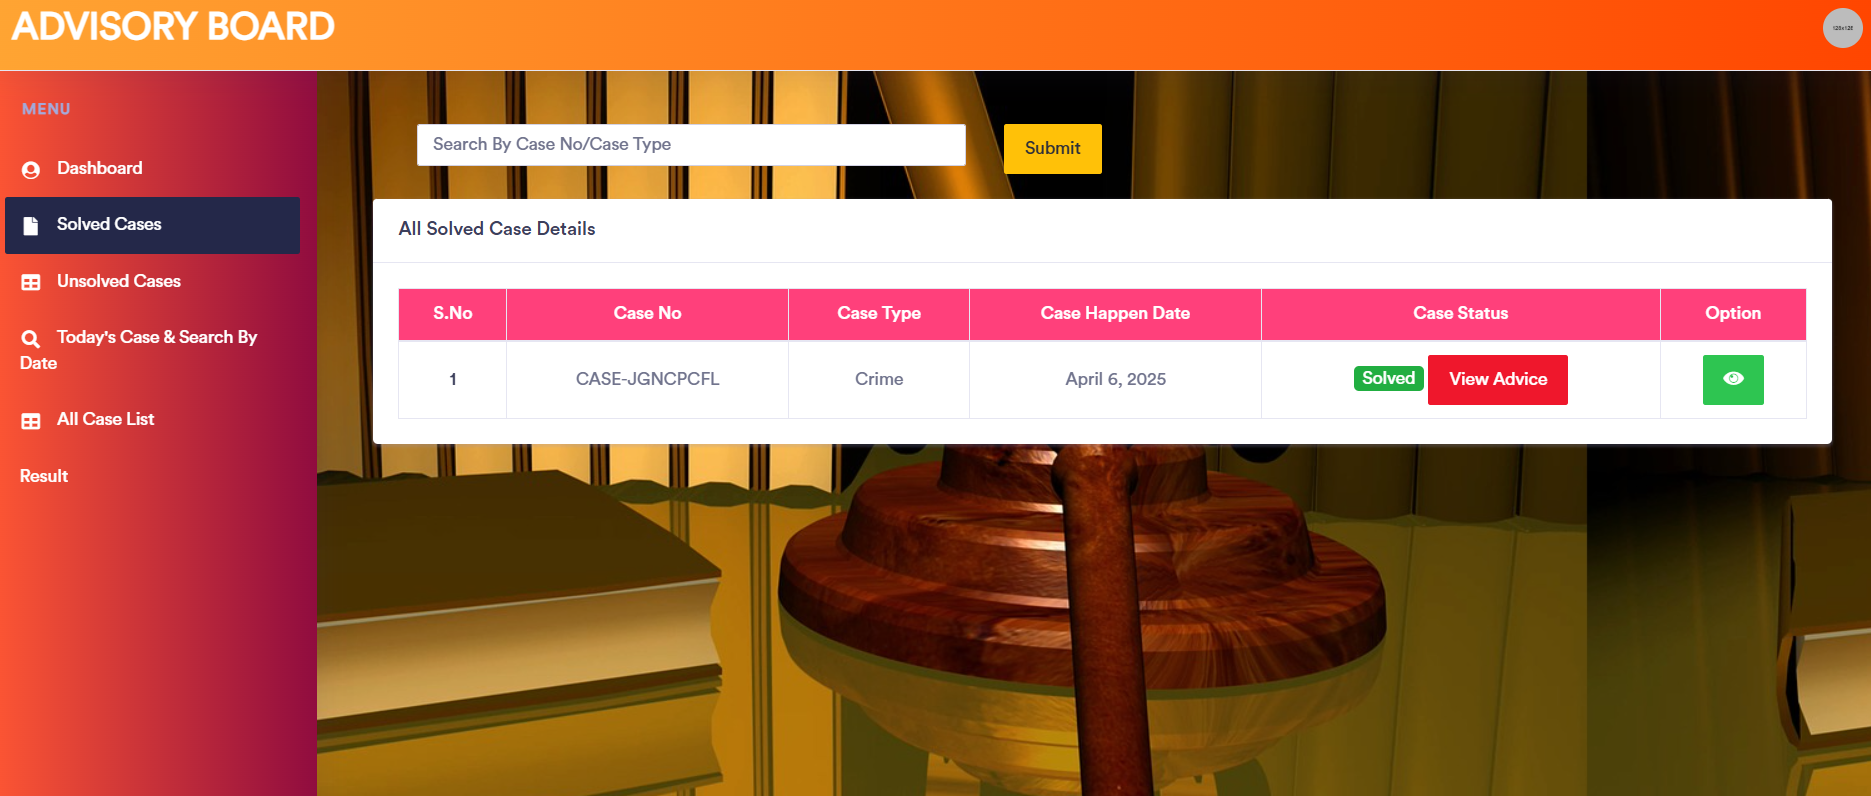 ADVISORY BOARD
128x128
MENU
Dashboard
Solved Cases
Unsolved Cases
Today's Case & Search By
Date
All Case List
Result
Search By Case No/Case Type
Submit
All Solved Case Details
S.No Case No Case Type Case Happen Date Case Status Option
1 CASE-JGNCPCFL Crime April 6, 2025 Solved View Advice